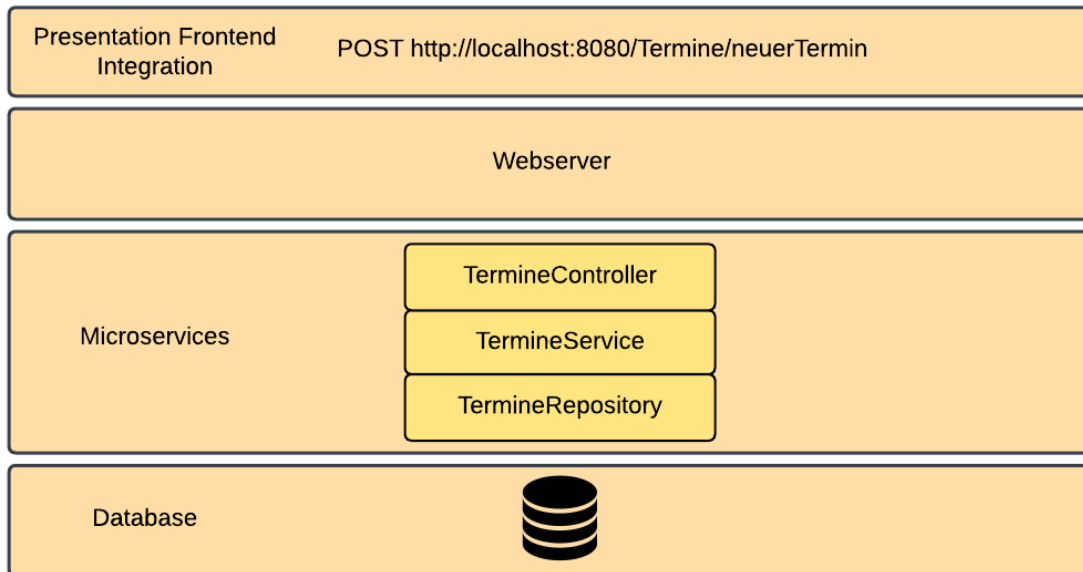 Presentation Frontend
Integration
POST http://localhost:8080/Termine/neuerTermin
Webserver
Microservices
TermineController
TermineService
TermineRepository
Database